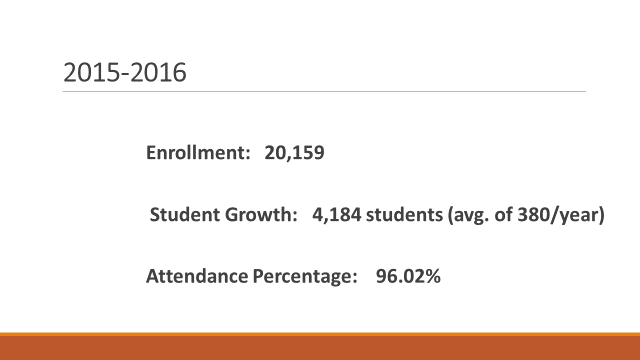 2015-2016
Enrollment: 20,159
Student Growth: 4,184 students (avg. of 380/year)
Attendance Percentage: 96.02%